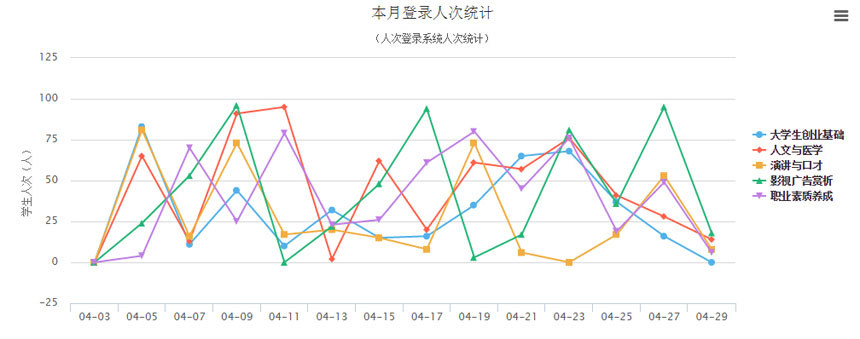 本月登录人次统计
（人次登录系统人次统计）
学生人次（人）
125
100
75
50
25
0
-25
04-03 04-05 04-07 04-09 04-11 04-13 04-15 04-17 04-19 04-21 04-23 04-25 04-27 04-29
大学生创业基础
人文与医学
演讲与口才
影视广告赏析
职业素质养成